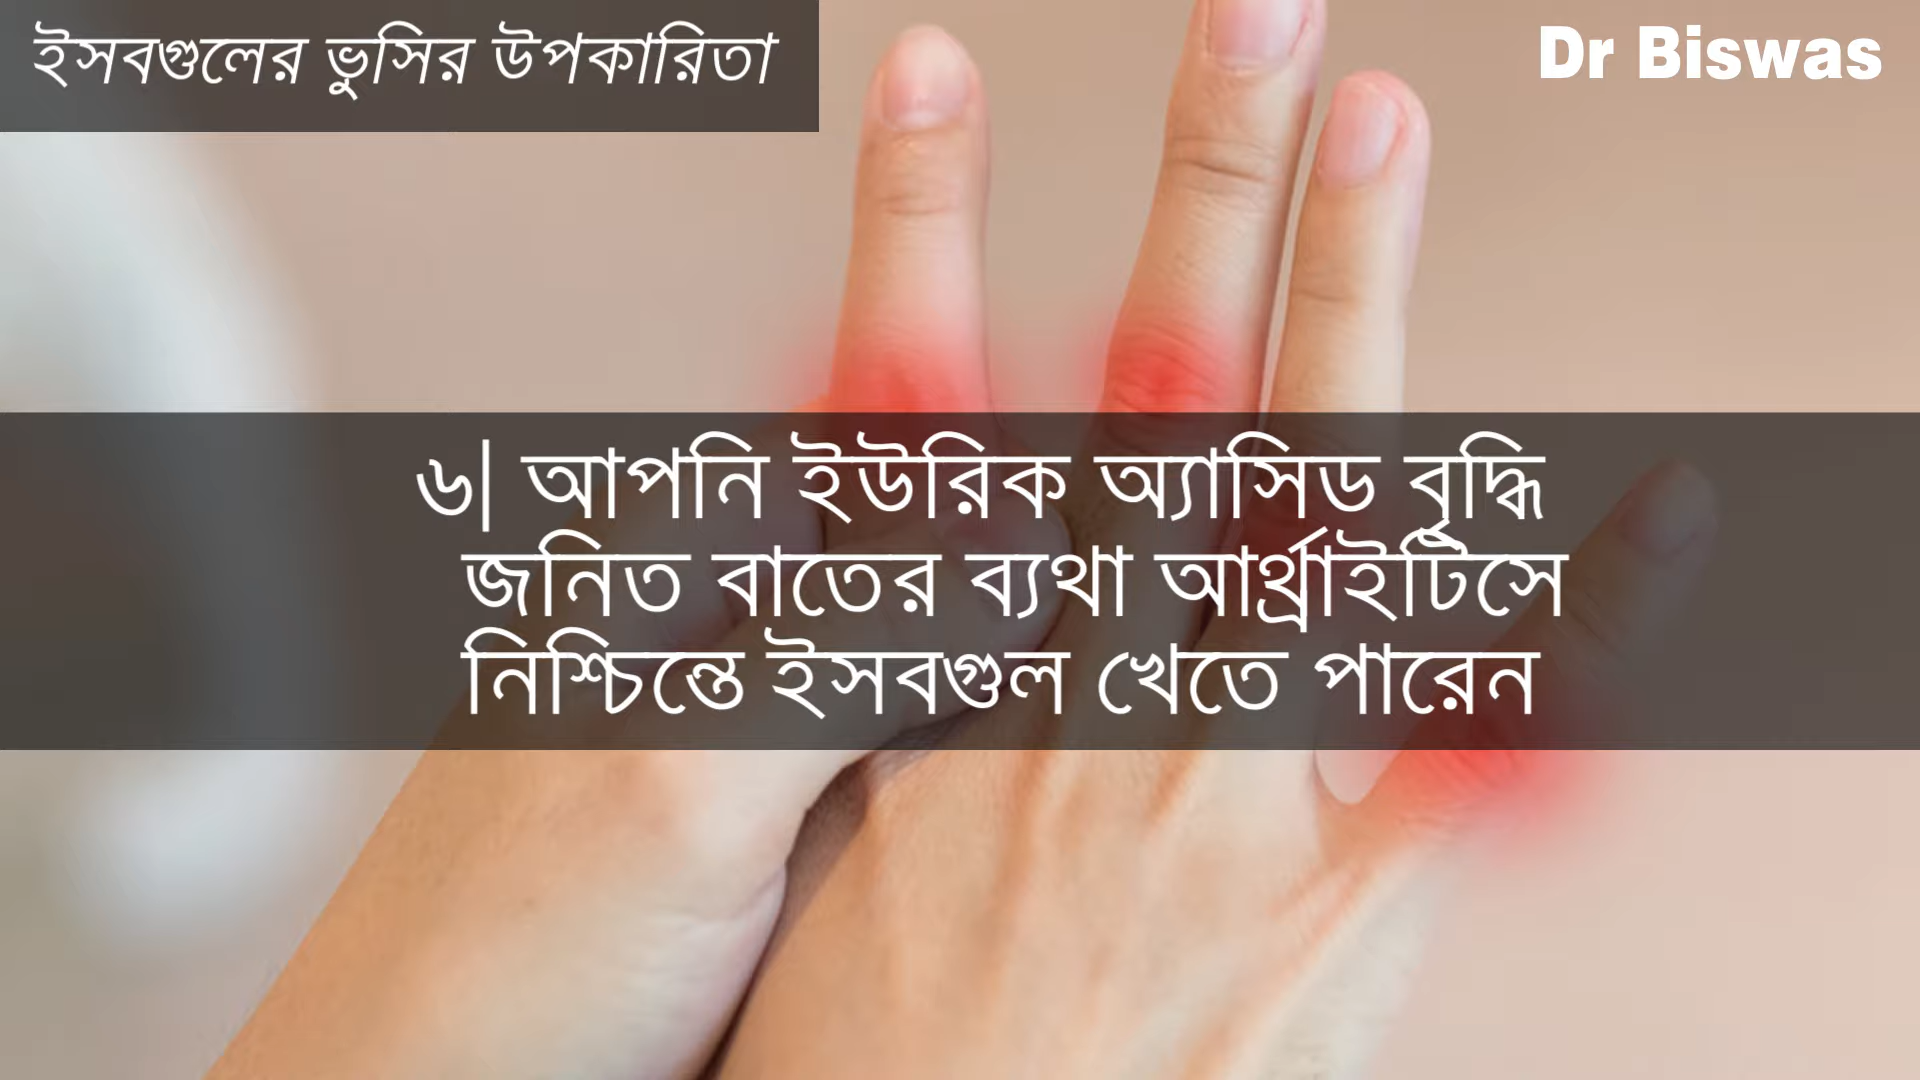 ইসবগুলের ভুসির উপকারিতা
Dr Biswas
৬| আপনি ইউরিক অ্যাসিড বৃদ্ধি
জনিত বাতের ব্যথা আর্থ্রাইটিসে
নিশ্চিন্তে ইসবগুল খেতে পারেন